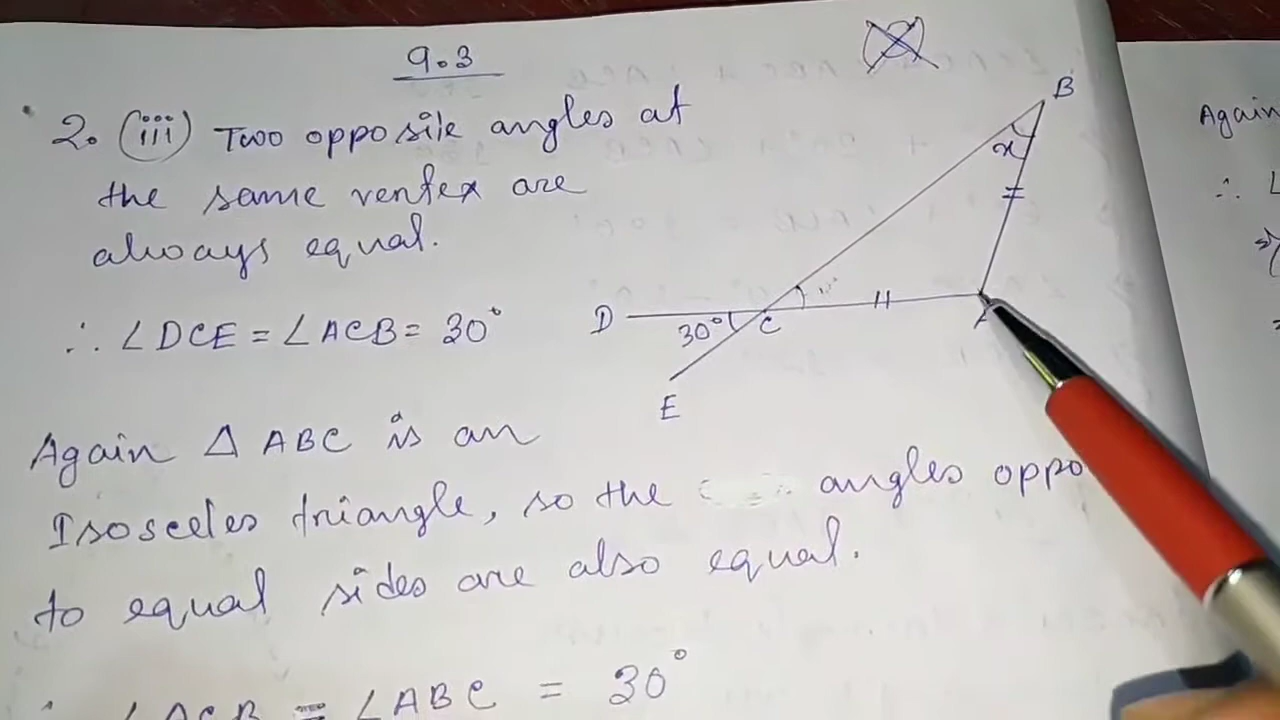 9.3
2. (iii) Two opposite angles at
the same vertex are
always equal.
∴ ∠DCE = ∠ACB = 30°
Again △ ABC is an
Isosceles triangle, so the angles oppo
to equal sides are also equal.
∠ACB = ∠ABC = 30°
B
x
D
30°
C
E
Again
∴ ∠